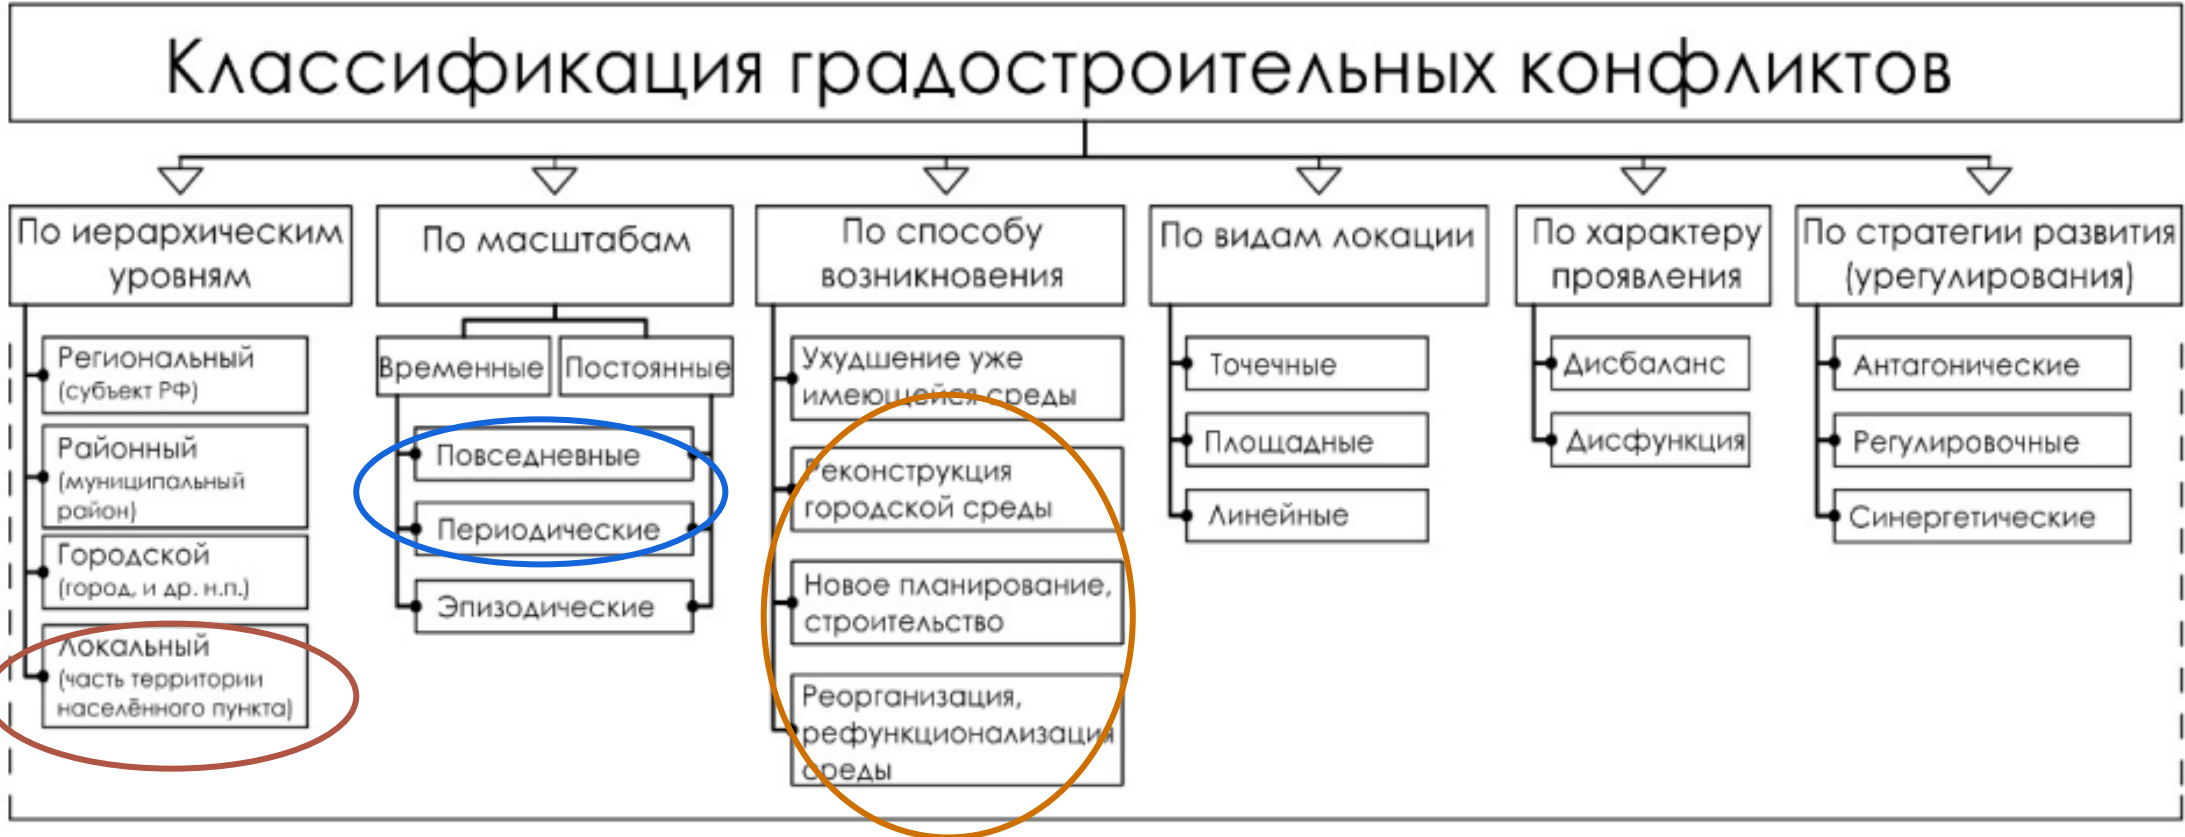 Классификация градостроительных конфликтов
По иерархическим
уровням
Региональный
(субъект РФ)
Районный
(муниципальный
район)
Городской
(город, и др. н.п.)
Локальный
(часть территории
населённого пункта)
По масштабам
Временные
Постоянные
Повседневные
Периодические
Эпизодические
По способу
возникновения
Ухудшение уже
имеющейся среды
Реконструкция
городской среды
Новое планирование,
строительство
Реорганизация,
рефункционализация
среды
По видам локации
Точечные
Площадные
Линейные
По характеру
проявления
Дисбаланс
Дисфункция
По стратегии развития
(урегулирования)
Антагонические
Регулировочные
Синергетические